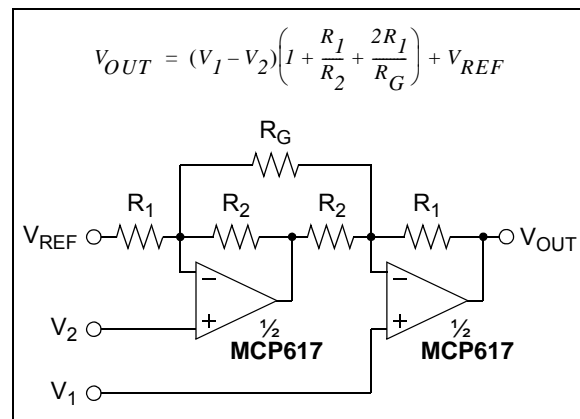 V_OUT = (V_1 – V_2)(1 + R_1/R_2 + 2R_1/R_G) + V_REF
R_G
R_1 R_2 R_2 R_1
V_REF V_OUT
– –
V_2 + +
½ ½
MCP617 MCP617
V_1